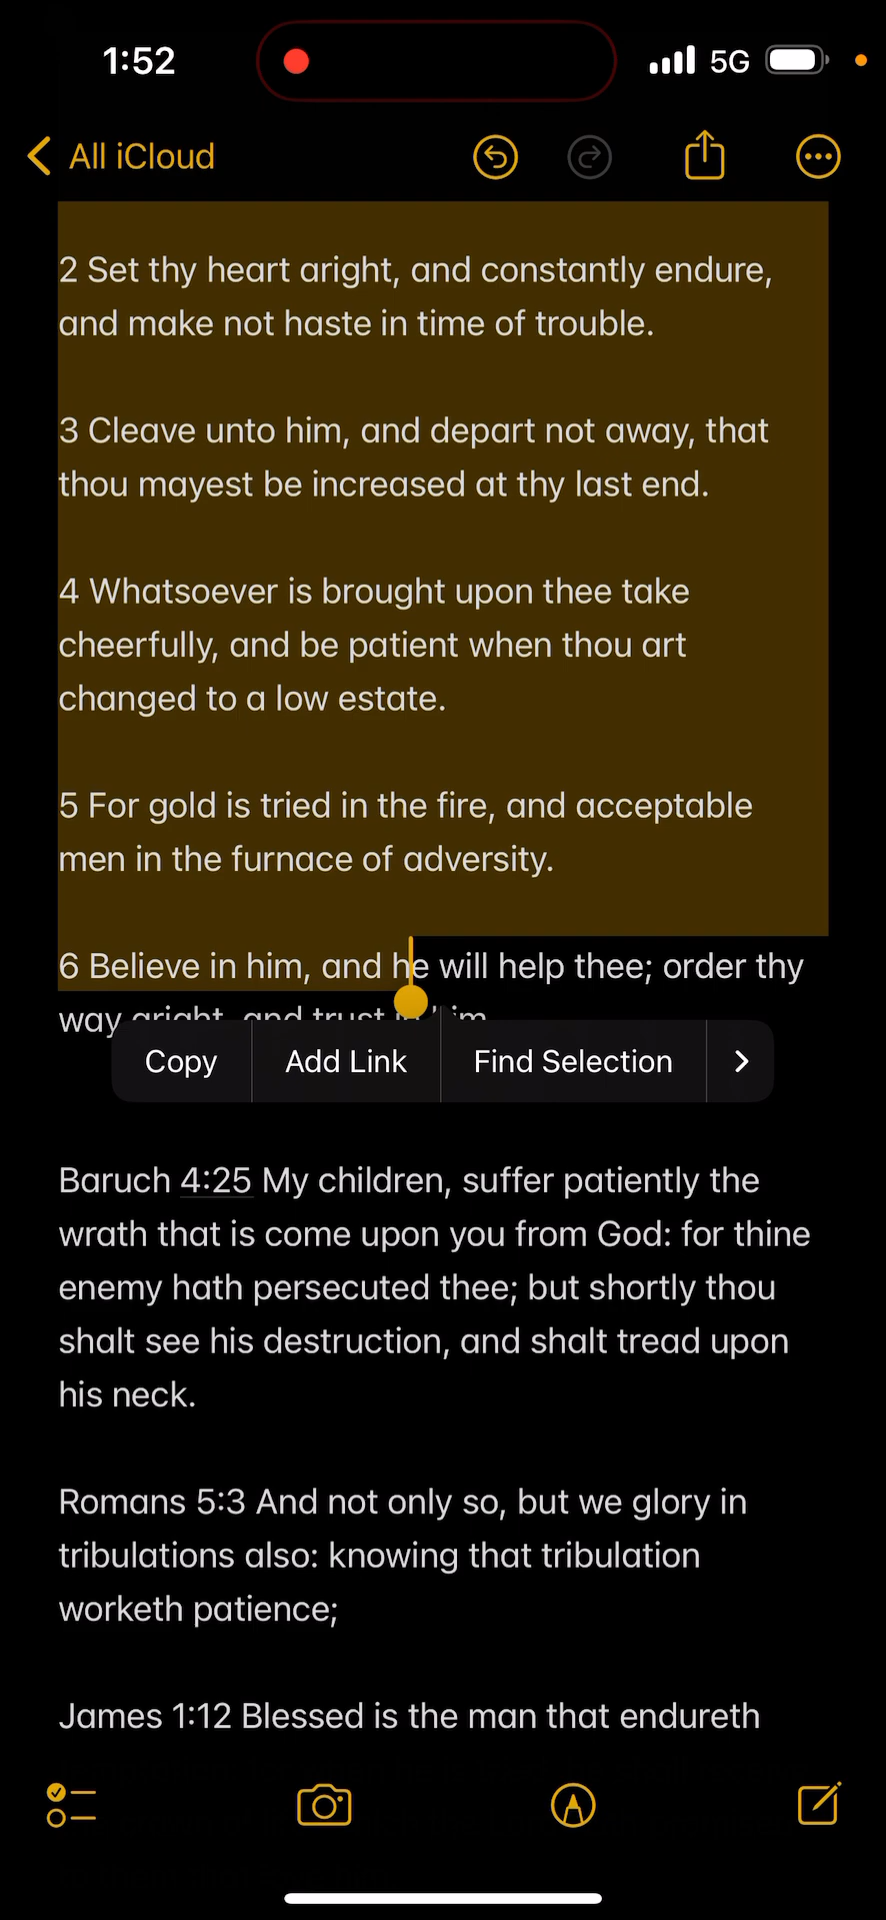 1:52
5G
All iCloud
2 Set thy heart aright, and constantly endure,
and make not haste in time of trouble.
3 Cleave unto him, and depart not away, that
thou mayest be increased at thy last end.
4 Whatsoever is brought upon thee take
cheerfully, and be patient when thou art
changed to a low estate.
5 For gold is tried in the fire, and acceptable
men in the furnace of adversity.
6 Believe in him, and he will help thee; order thy
way aright, and trust in him
Copy
Add Link
Find Selection
Baruch 4:25 My children, suffer patiently the
wrath that is come upon you from God: for thine
enemy hath persecuted thee; but shortly thou
shalt see his destruction, and shalt tread upon
his neck.
Romans 5:3 And not only so, but we glory in
tribulations also: knowing that tribulation
worketh patience;
James 1:12 Blessed is the man that endureth